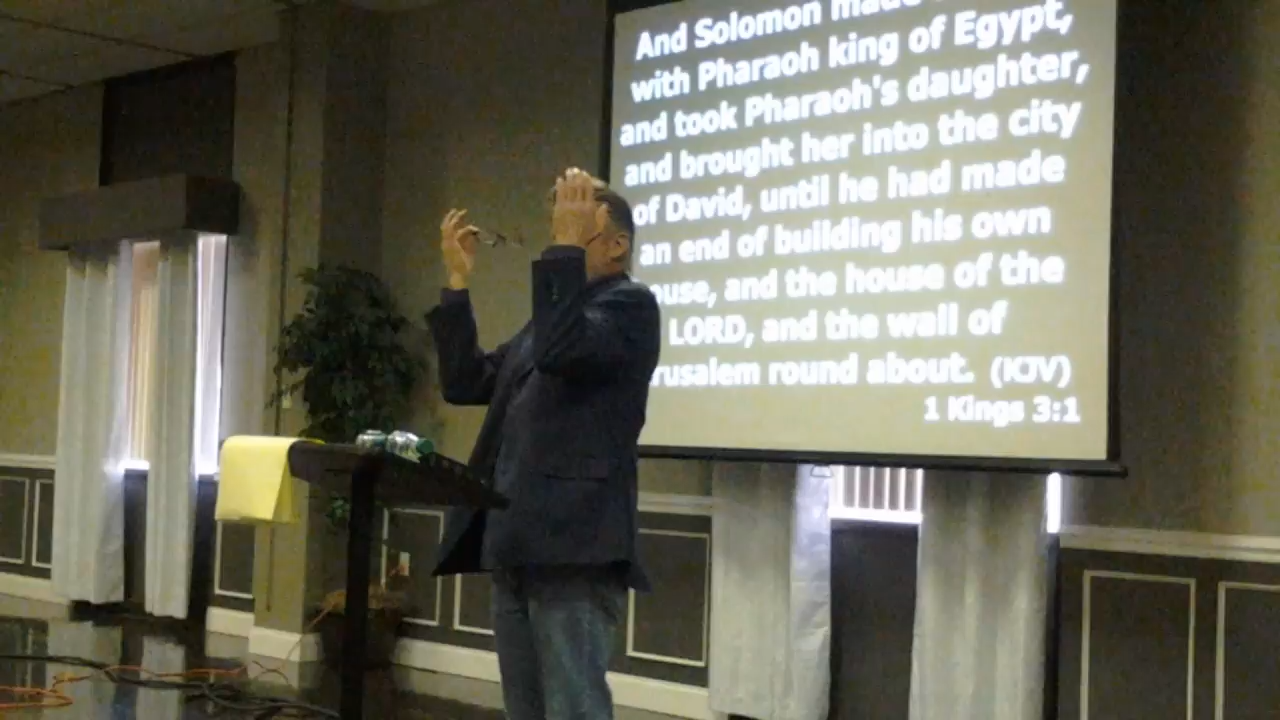 And Solomon made
with Pharaoh king of Egypt,
and took Pharaoh's daughter,
and brought her into the city
of David, until he had made
an end of building his own
ouse, and the house of the
LORD, and the wall of
rusalem round about. (KJV)
1 Kings 3:1